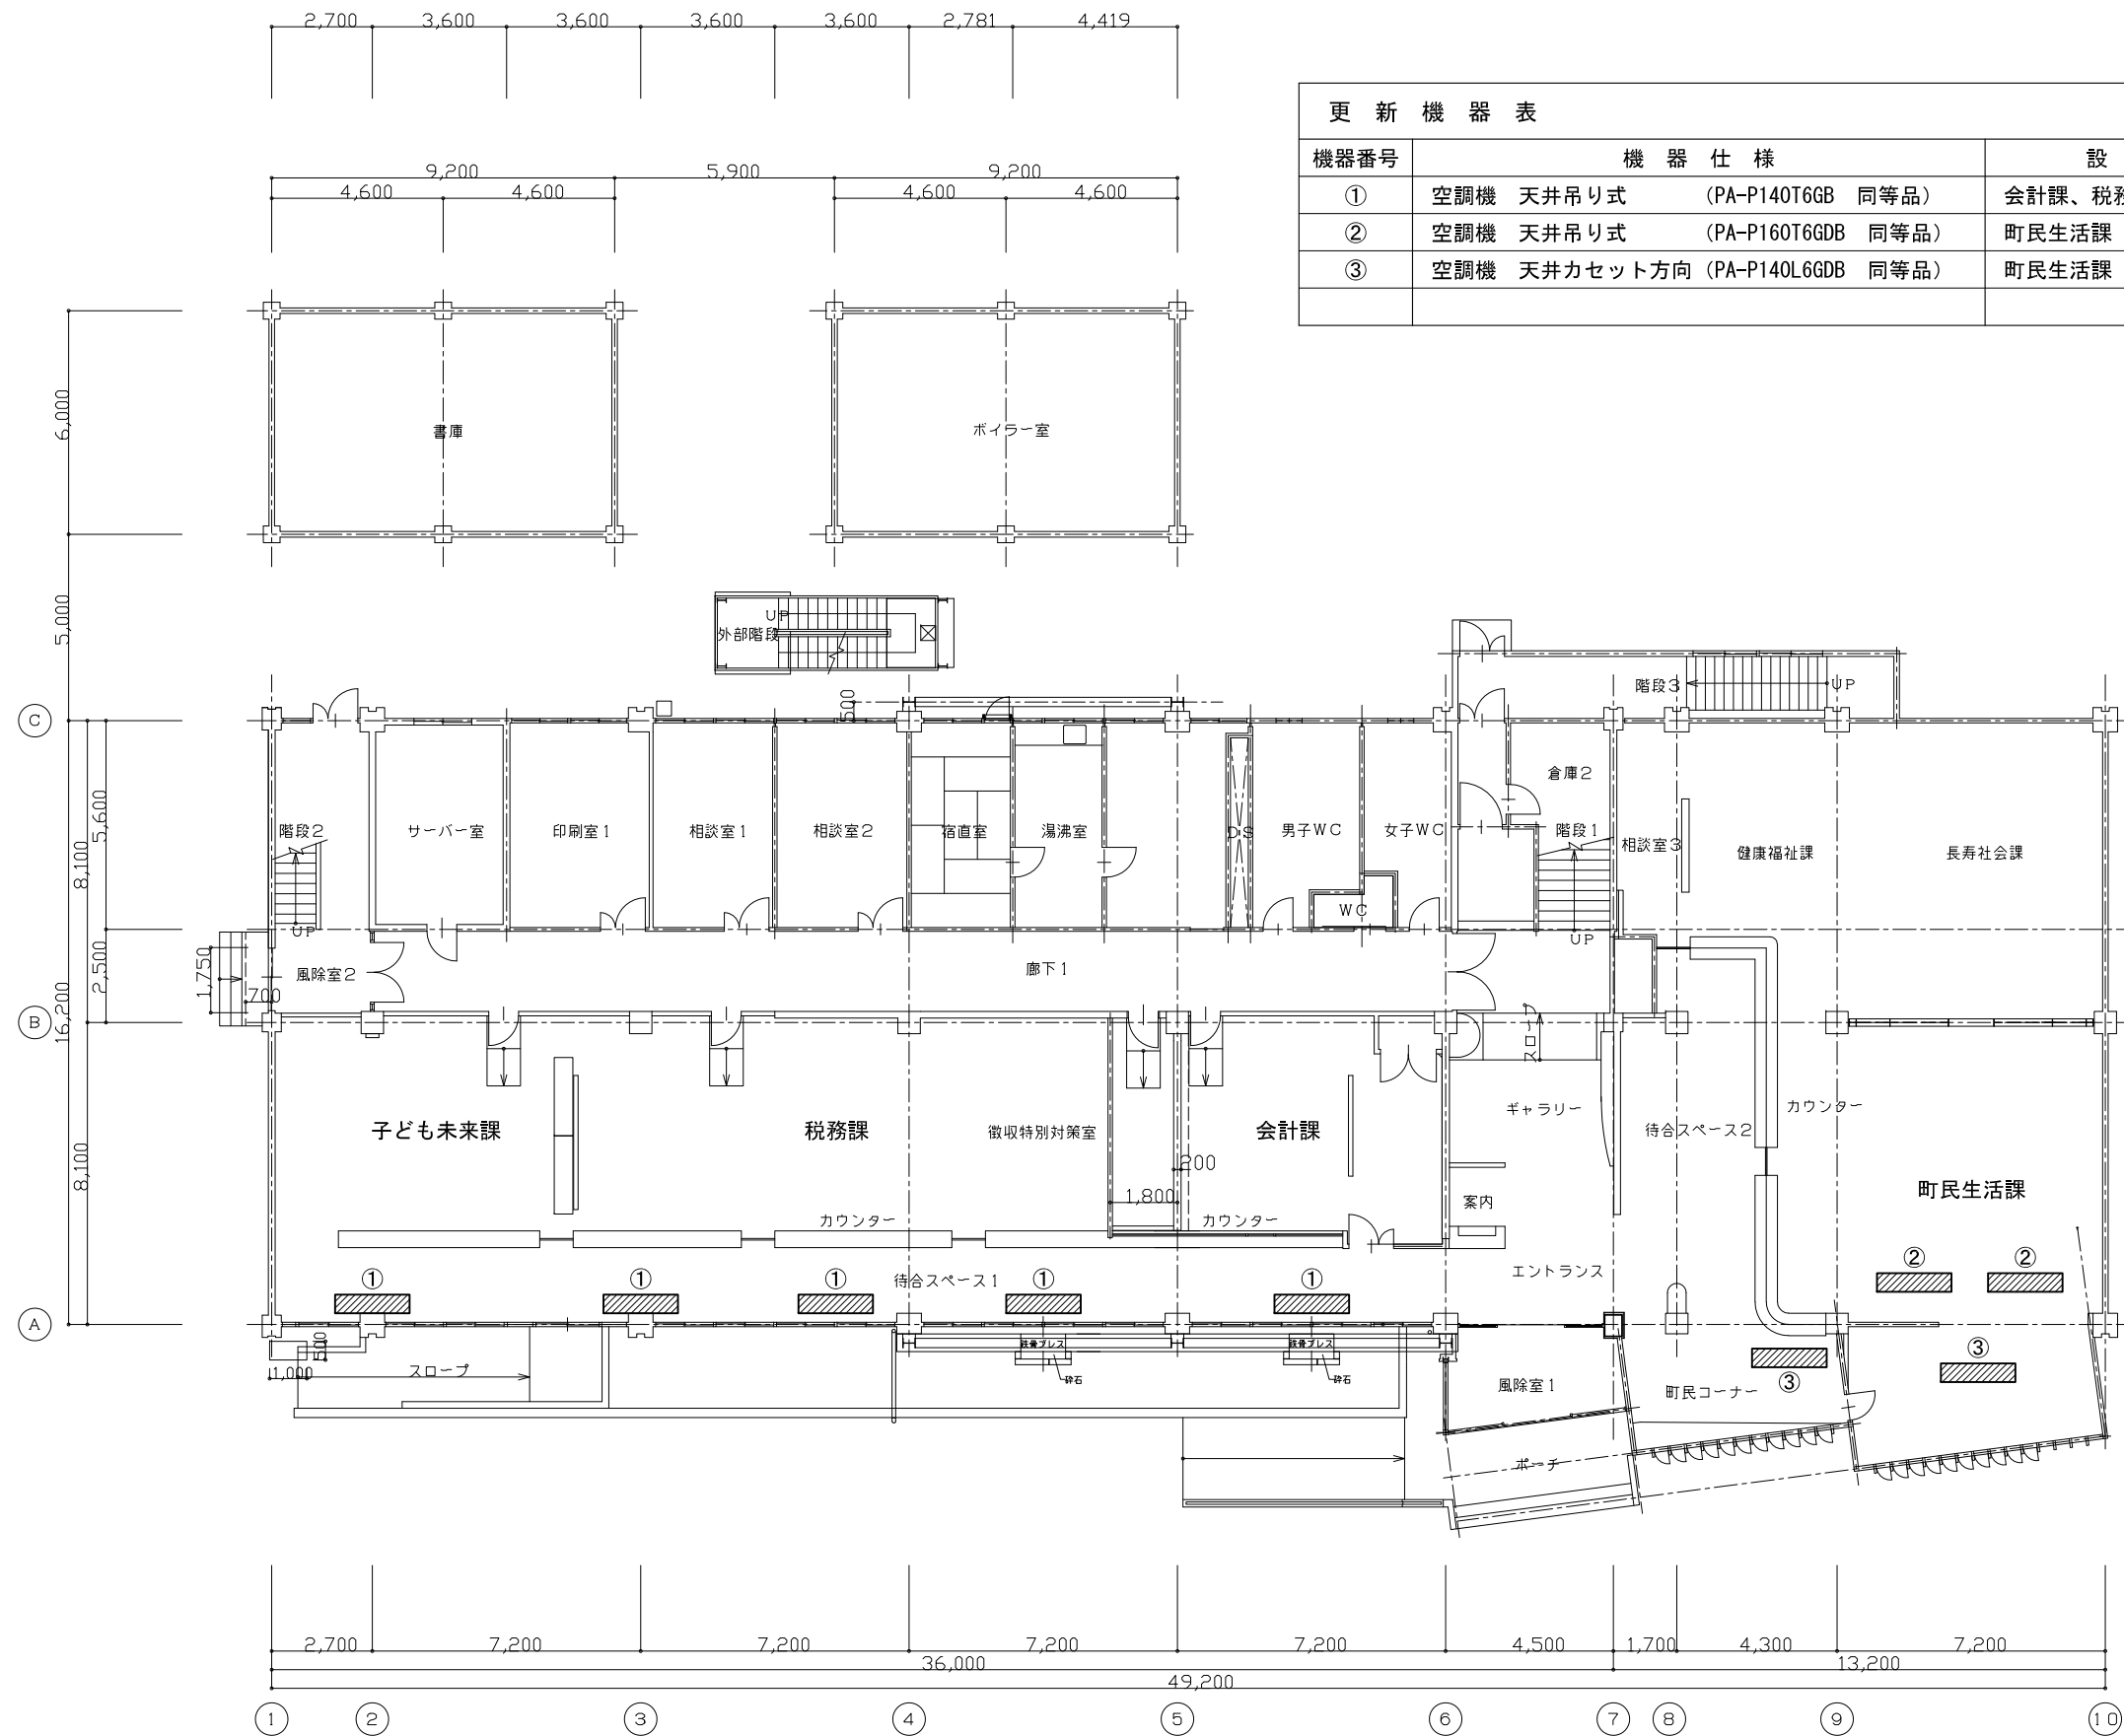 2,700 3,600 3,600 3,600 3,600 2,781 4,419
更新機器表
機器番号 機器仕様 設
① 空調機 天井吊り式 (PA-P140T6GB 同等品) 会計課、税務
② 空調機 天井吊り式 (PA-P160T6GDB 同等品) 町民生活課
③ 空調機 天井カセット方向 (PA-P140L6GDB 同等品) 町民生活課
9,200 5,900 9,200
4,600 4,600 4,600 4,600
6,000
書庫 ボイラー室
5,000
UP
外部階段
500
階段3 UP
C
5,600
8,100
倉庫2
階段2 サーバー室 印刷室1 相談室1 相談室2 宿直室 湯沸室 DS 男子WC 女子WC 階段1 相談室3 健康福祉課 長寿社会課
WC
UP UP
1,750
2,500
風除室2 廊下1
700
16,200
B
スロープ
8,100
子ども未来課 税務課 徴収特別対策室 会計課 ギャラリー 待合スペース2 カウンター
200
1,800
案内
町民生活課
カウンター カウンター
① ① ① 待合スペース1 ① ① エントランス ② ②
A
500
1,000
スロープ
鉄骨ブレス 鉄骨ブレス
砕石 砕石
風除室1 町民コーナー ③ ③
ポーチ
2,700 7,200 7,200 7,200 7,200 4,500 1,700 4,300 7,200
36,000 13,200
49,200
1 2 3 4 5 6 7 8 9 10